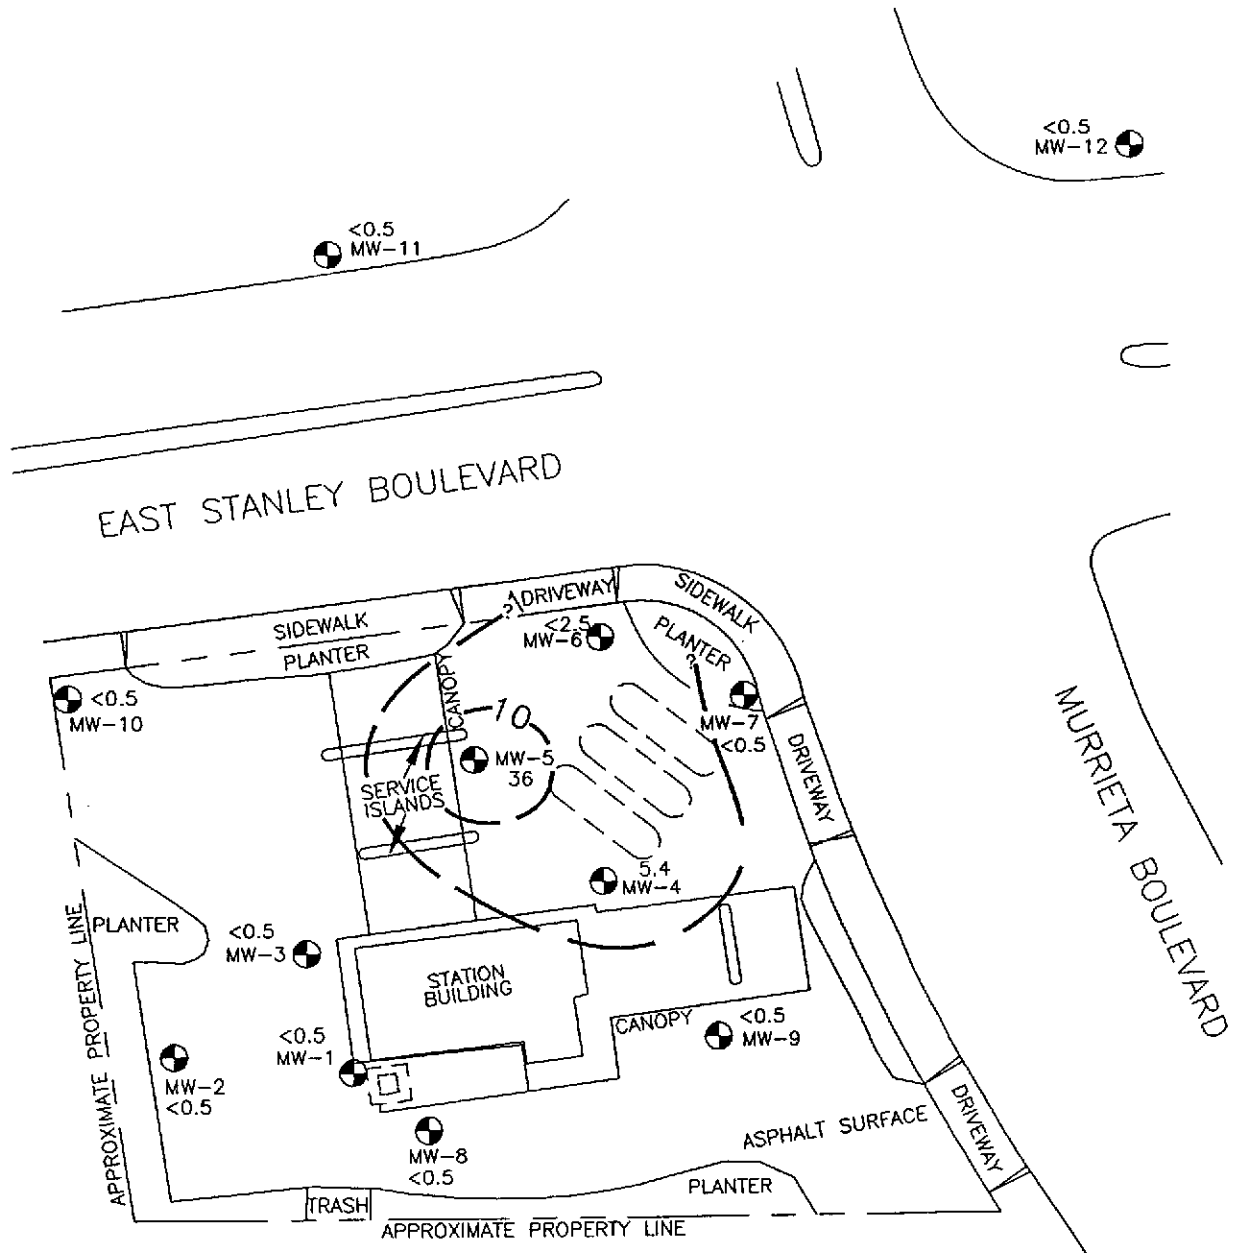 <0.5
MW-12
<0.5
MW-11
EAST STANLEY BOULEVARD
SIDEWALK
PLANTER
?
DRIVEWAY
SIDEWALK
<2.5
MW-6
PLANTER
?
CANOPY
<0.5
MW-10
10
MW-7
<0.5
MW-5
36
SERVICE
ISLANDS
DRIVEWAY
MURRIETA BOULEVARD
5.4
MW-4
PLANTER
<0.5
MW-3
STATION
BUILDING
APPROXIMATE PROPERTY LINE
<0.5
MW-1
CANOPY
<0.5
MW-9
MW-2
<0.5
MW-8
<0.5
ASPHALT SURFACE
DRIVEWAY
PLANTER
TRASH
APPROXIMATE PROPERTY LINE